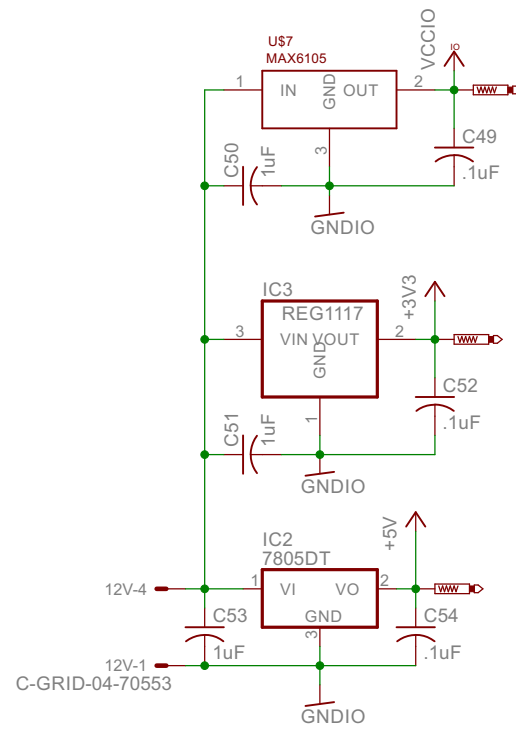 U$7
MAX6105
VCCIO
IO
1
IN
GND
OUT
2
3
C50
1uF
C49
.1uF
GNDIO
IC3
REG1117
+3V3
3
VIN
VOUT
2
GND
1
C52
.1uF
C51
1uF
GNDIO
IC2
7805DT
+5V
12V-4
1
VI
VO
2
GND
3
C53
1uF
C54
.1uF
12V-1
C-GRID-04-70553
GNDIO